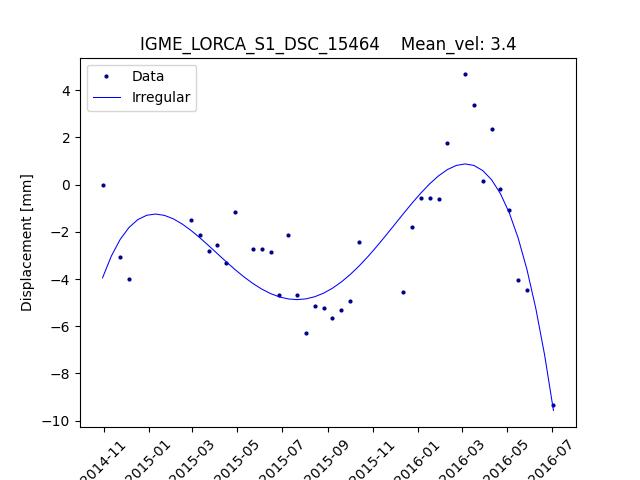 IGME_LORCA_S1_DSC_15464    Mean_vel: 3.4
Data
Irregular
Displacement [mm]
4
2
0
−2
−4
−6
−8
−10
2014-11 2015-01 2015-03 2015-05 2015-07 2015-09 2015-11 2016-01 2016-03 2016-05 2016-07